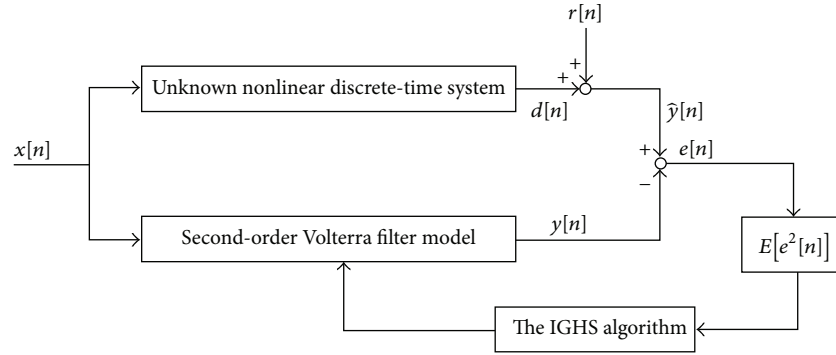 r[n]
+
Unknown nonlinear discrete-time system
+
d[n]
ŷ[n]
x[n]
+
e[n]
−
Second-order Volterra filter model
y[n]
E[e²[n]]
The IGHS algorithm